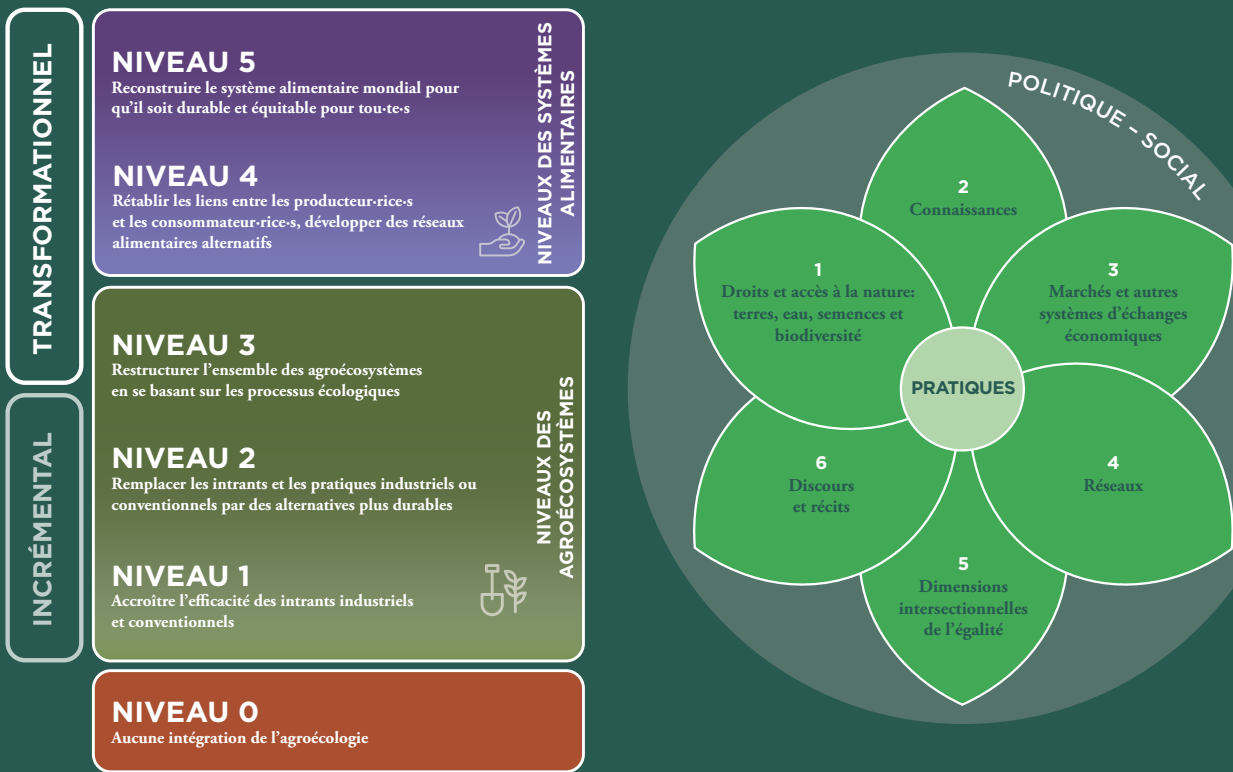 TRANSFORMATIONNEL
INCRÉMENTAL
NIVEAU 5
Reconstruire le système alimentaire mondial pour
qu’il soit durable et équitable pour tou·te·s
NIVEAU 4
Rétablir les liens entre les producteur·rice·s
et les consommateur·rice·s, développer des réseaux
alimentaires alternatifs
NIVEAUX DES SYSTÈMES
ALIMENTAIRES
NIVEAU 3
Restructurer l’ensemble des agroécosystèmes
en se basant sur les processus écologiques
NIVEAU 2
Remplacer les intrants et les pratiques industriels ou
conventionnels par des alternatives plus durables
NIVEAU 1
Accroître l’efficacité des intrants industriels
et conventionnels
NIVEAUX DES
AGROÉCOSYSTÈMES
NIVEAU 0
Aucune intégration de l’agroécologie
POLITIQUE - SOCIAL
1
Droits et accès à la nature:
terres, eau, semences et
biodiversité
2
Connaissances
3
Marchés et autres
systèmes d’échanges
économiques
PRATIQUES
4
Réseaux
5
Dimensions
intersectionnelles
de l’égalité
6
Discours
et récits